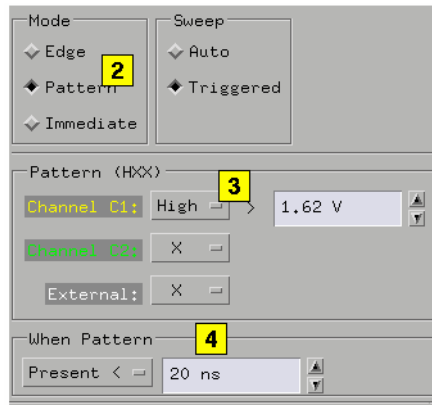 Mode Sweep
Edge Auto
2
Pattern Triggered
Immediate
Pattern (HXX)
3
Channel C1: High > 1.62 V
Channel C2: X
External: X
When Pattern 4
Present < 20 ns